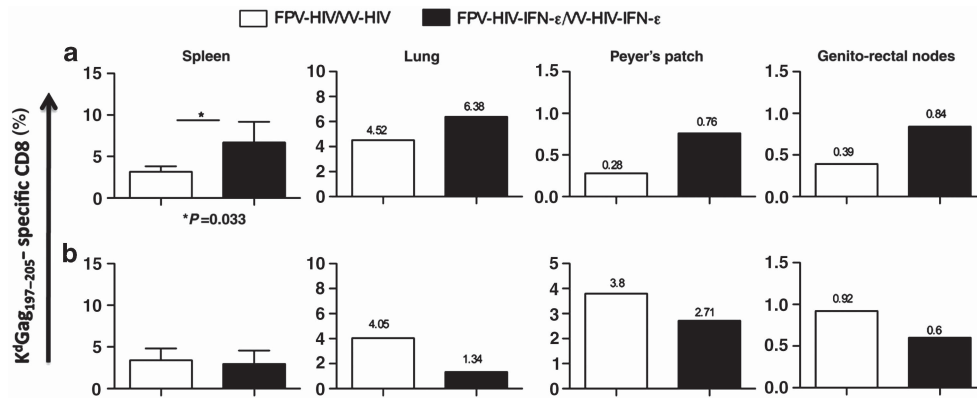 FPV-HIV/VV-HIV FPV-HIV-IFN-ε/VV-HIV-IFN-ε
a
Spleen Lung Peyer's patch Genito-rectal nodes
KᵈGag₁₉₇₋₂₀₅⁻ specific CD8 (%)
15 10 5 0
*
*P=0.033
10 8 6 4 2 0
4.52 6.38
1.5 1.0 0.5 0.0
0.28 0.76
1.5 1.0 0.5 0.0
0.39 0.84
b
15 10 5 0
10 8 6 4 2 0
4.05 1.34
5 4 3 2 1 0
3.8 2.71
1.5 1.0 0.5 0.0
0.92 0.6